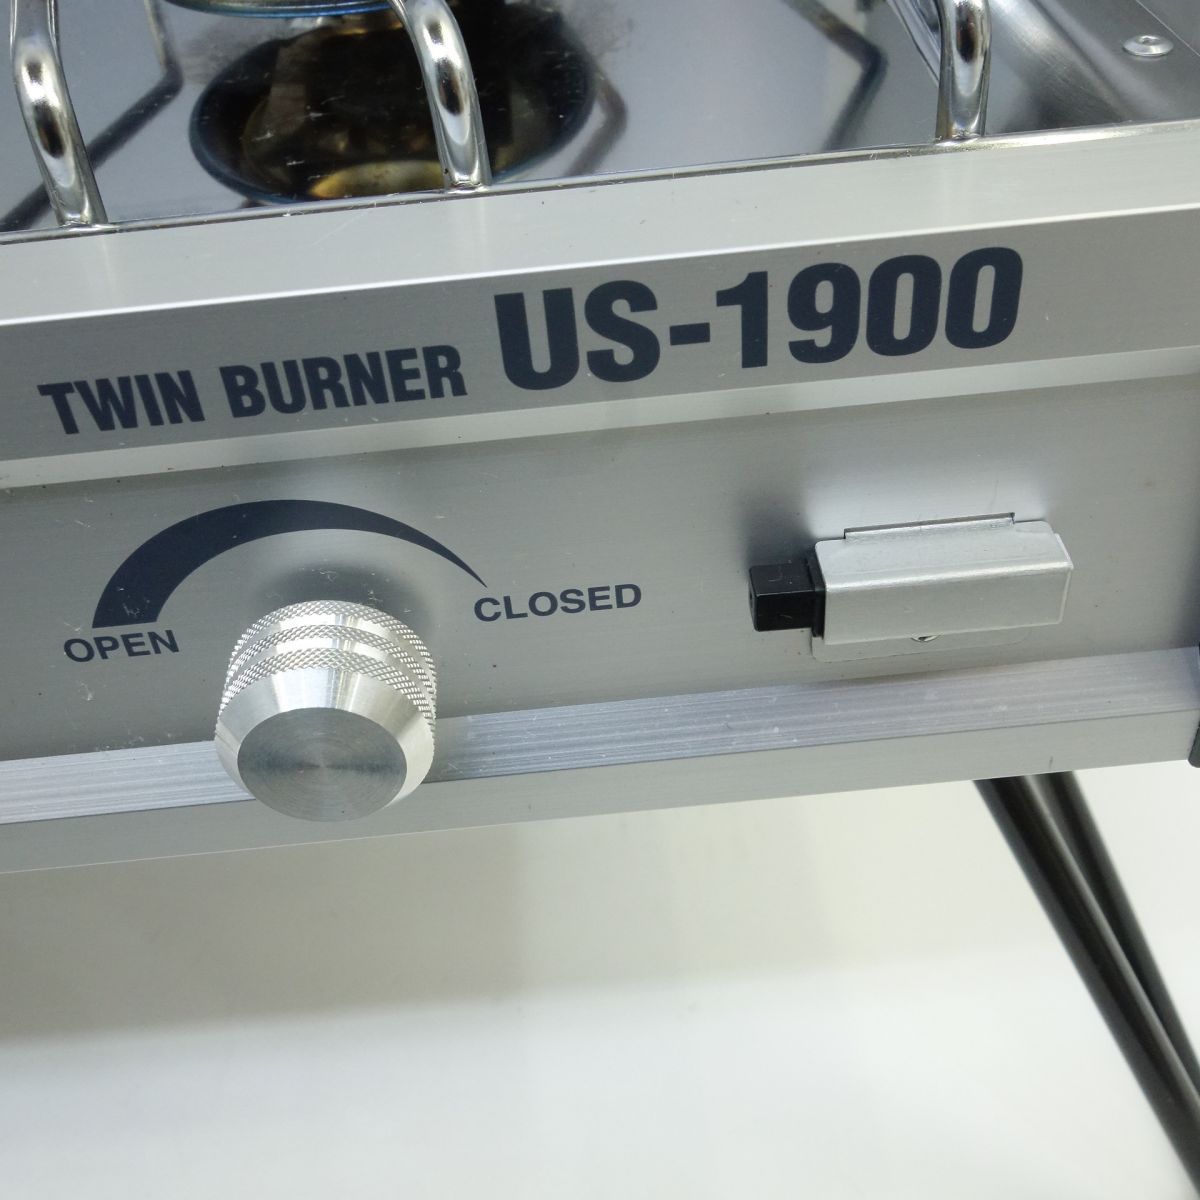 TWIN BURNER US-1900
OPEN CLOSED